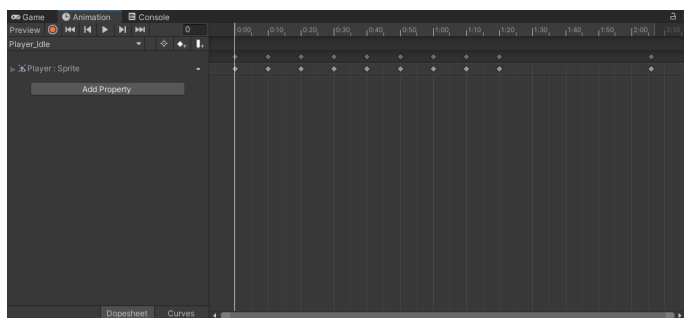 Game Animation Console
Preview 0 0:00 0:10 0:20 0:30 0:40 0:50 1:00 1:10 1:20 1:30 1:40 1:50 2:00 2:10
Player_Idle
Player : Sprite
Add Property
Dopesheet Curves